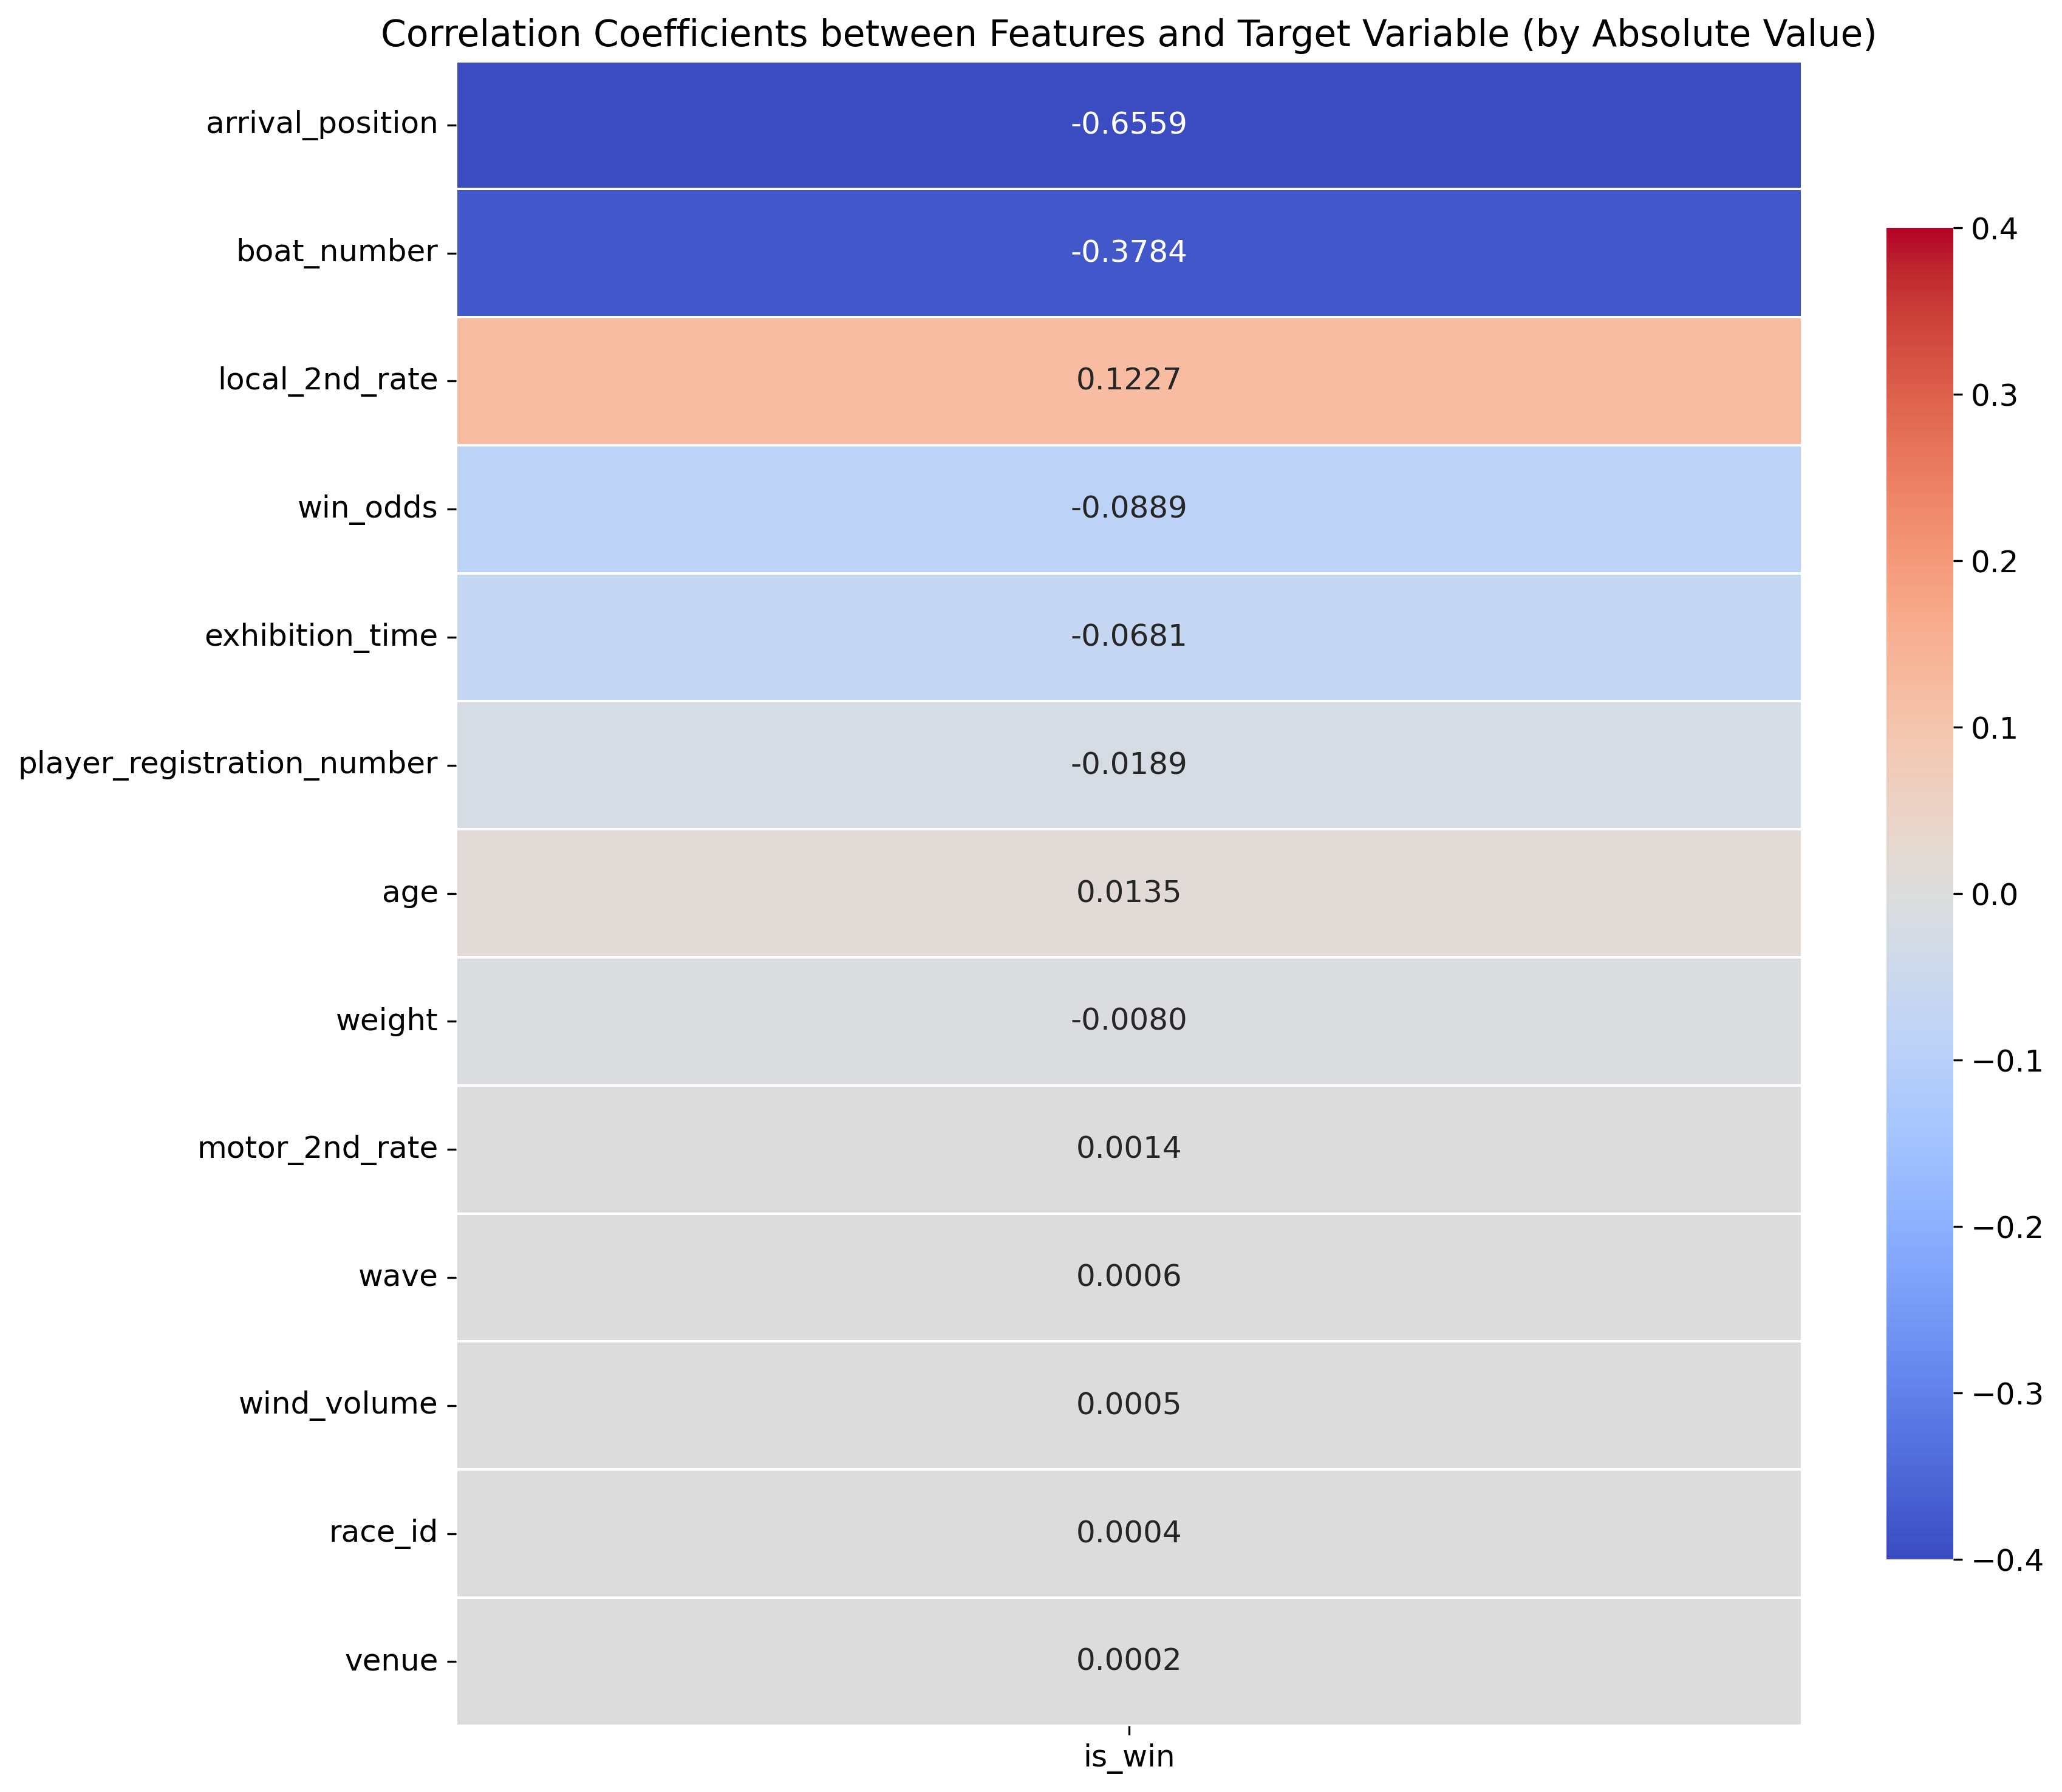 Correlation Coefficients between Features and Target Variable (by Absolute Value)
arrival_position -0.6559
boat_number -0.3784
local_2nd_rate 0.1227
win_odds -0.0889
exhibition_time -0.0681
player_registration_number -0.0189
age 0.0135
weight -0.0080
motor_2nd_rate 0.0014
wave 0.0006
wind_volume 0.0005
race_id 0.0004
venue 0.0002
is_win
0.4
0.3
0.2
0.1
0.0
−0.1
−0.2
−0.3
−0.4